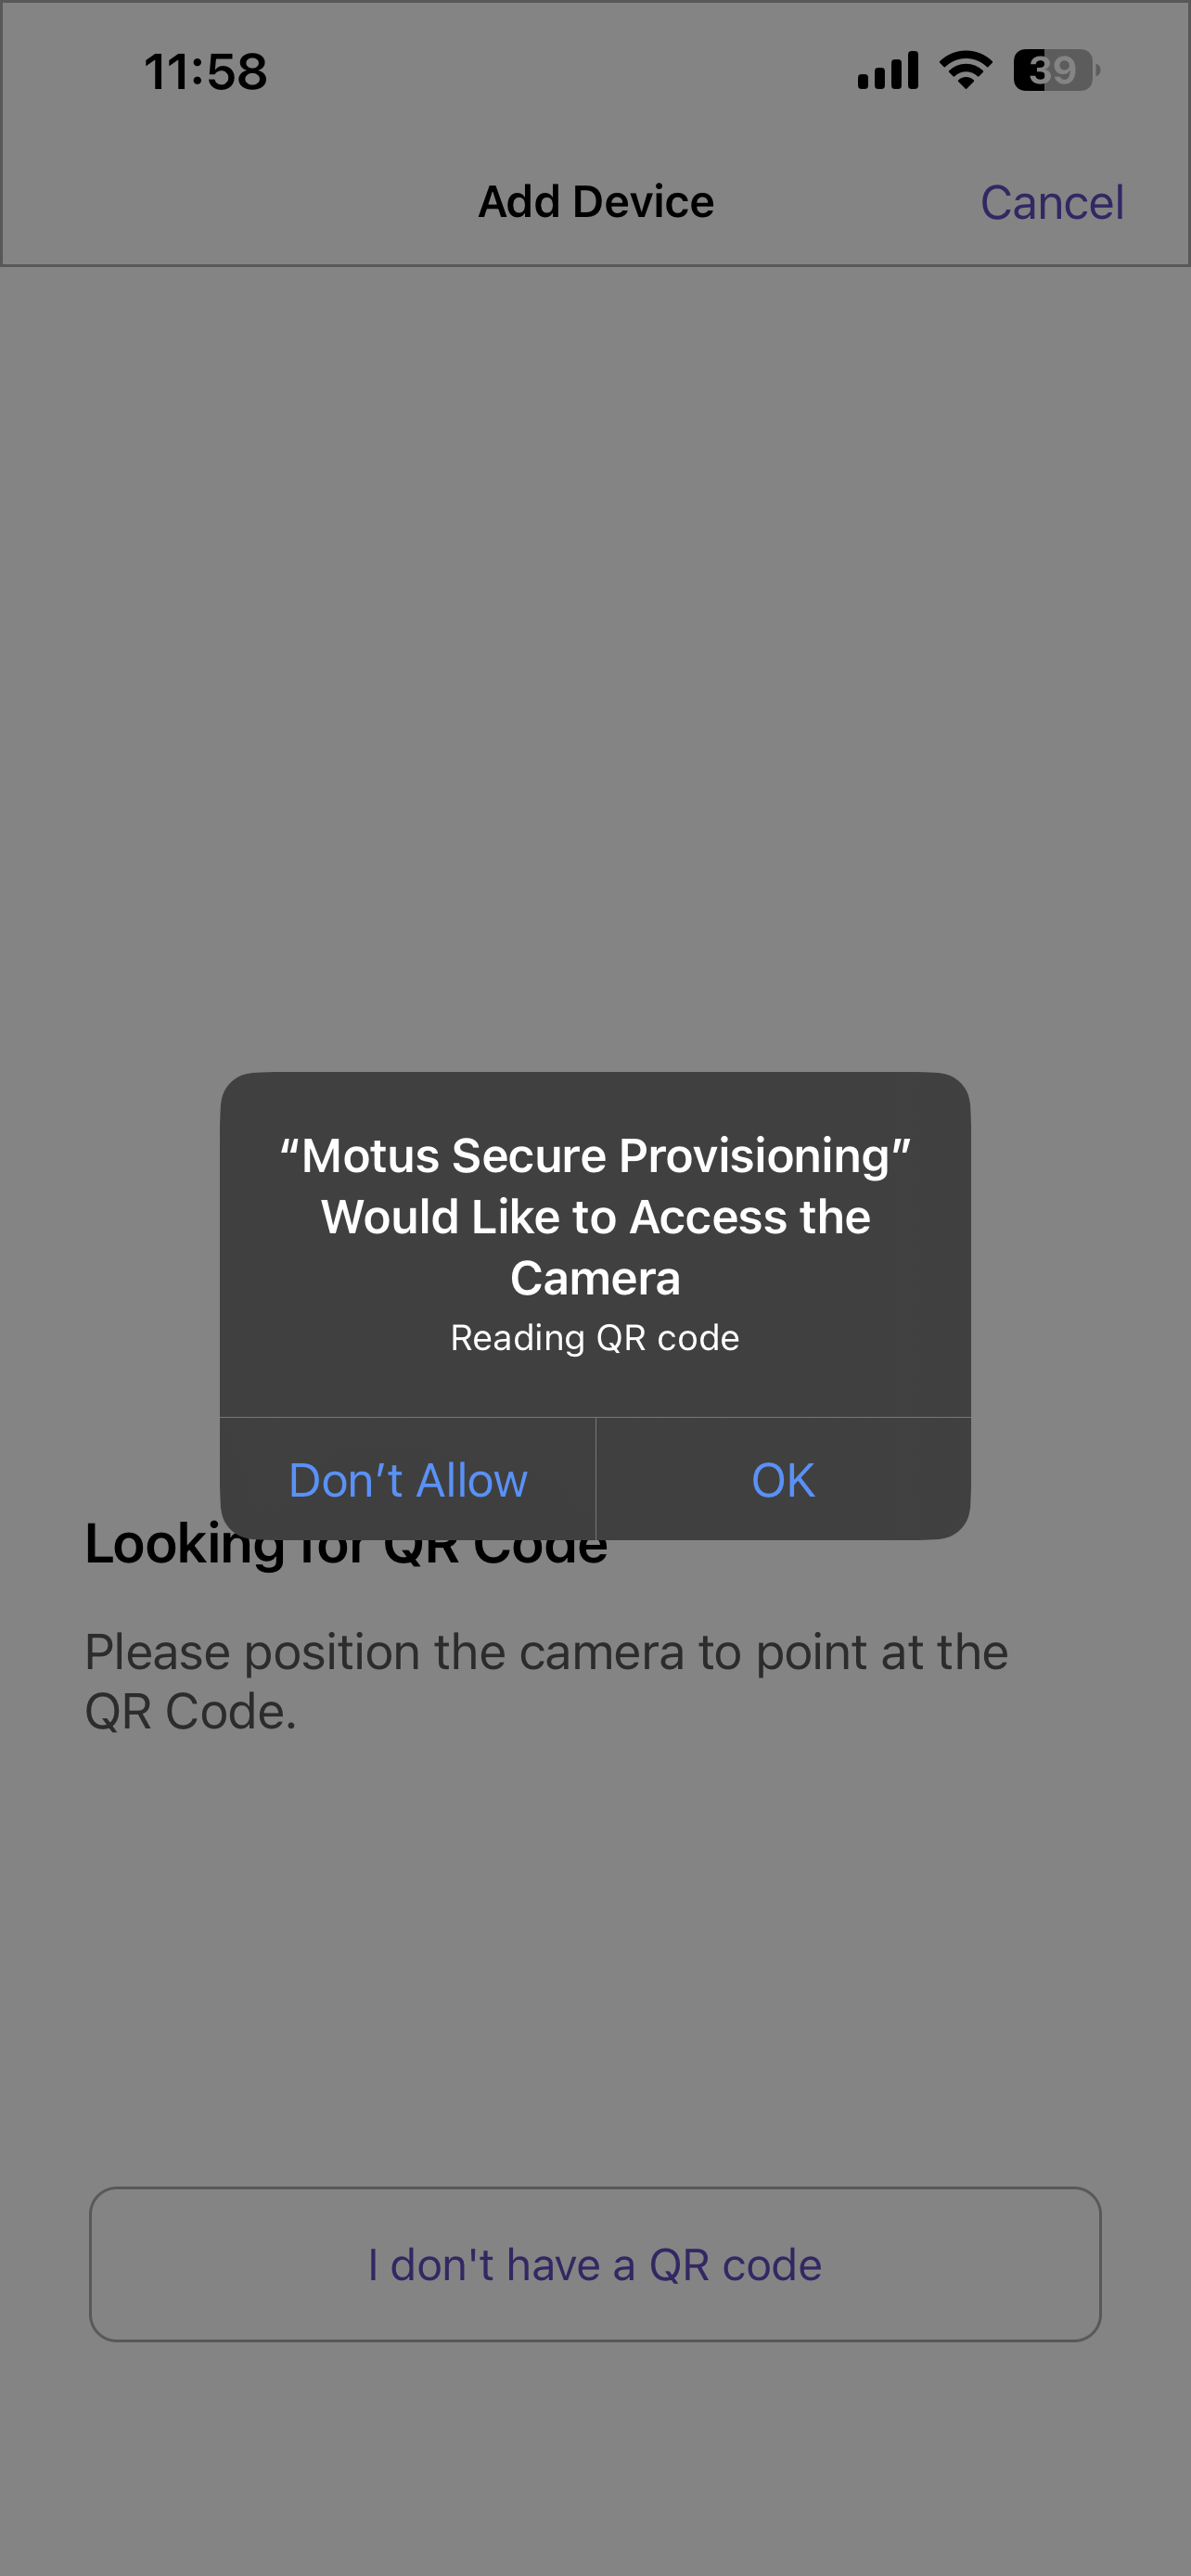 11:58
39
Add Device
Cancel
“Motus Secure Provisioning”
Would Like to Access the
Camera
Reading QR code
Don’t Allow
OK
Looking for QR Code
Please position the camera to point at the
QR Code.
I don't have a QR code